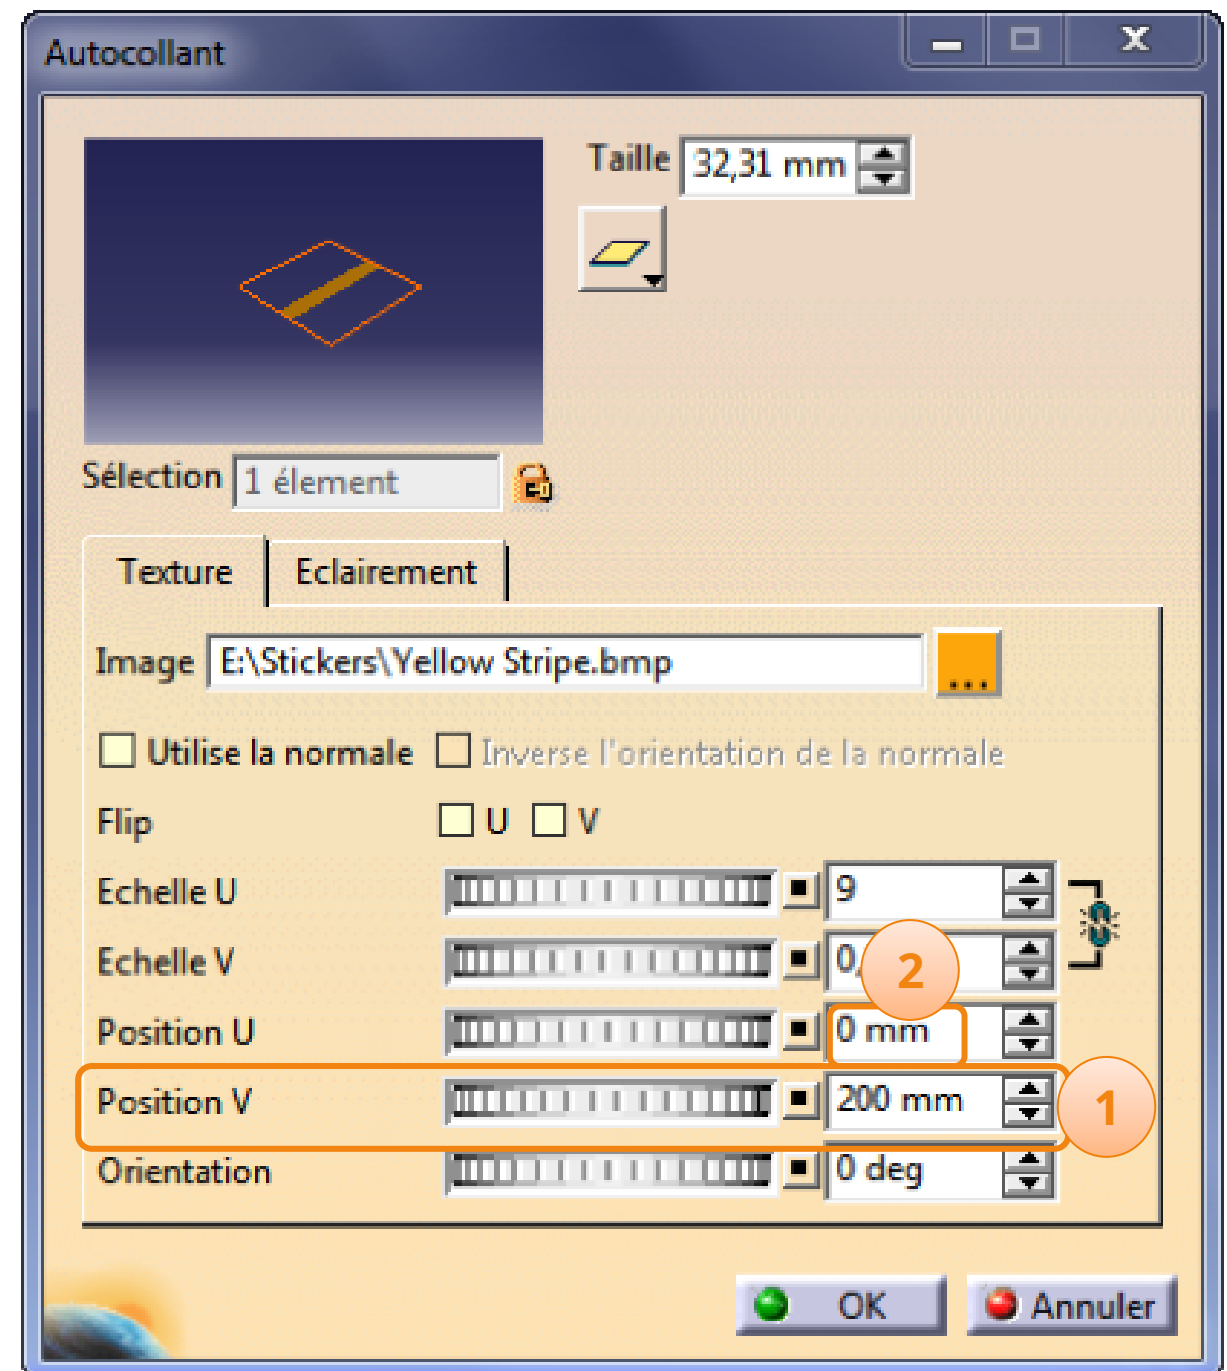 Autocollant
Taille 32,31 mm
Sélection 1 élement
Texture Eclairement
Image E:\Stickers\Yellow Stripe.bmp
...
Utilise la normale Inverse l'orientation de la normale
Flip U V
Echelle U 9
Echelle V 0,
2
Position U 0 mm
Position V 200 mm 1
Orientation 0 deg
OK Annuler